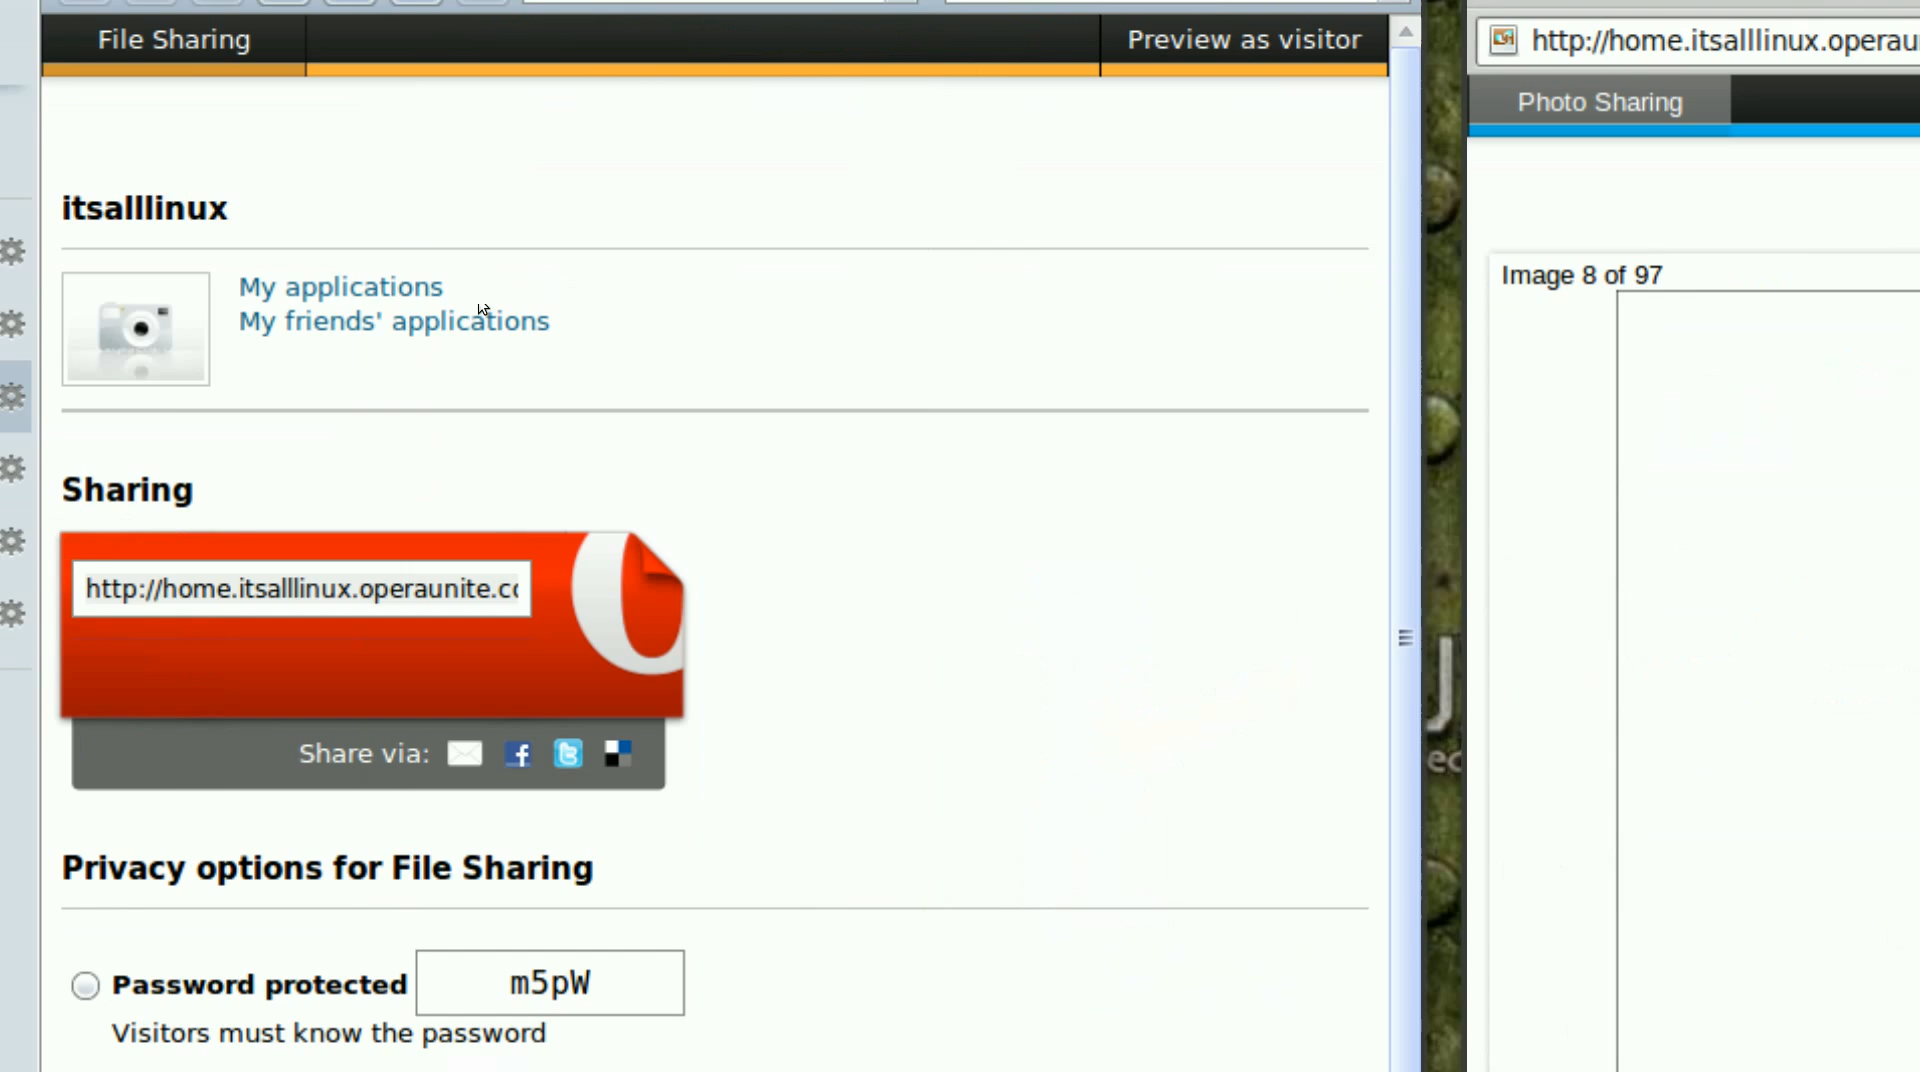 File Sharing
Preview as visitor
itsalllinux
My applications
My friends' applications
Sharing
http://home.itsalllinux.operaunite.co
Share via:
Privacy options for File Sharing
Password protected
m5pW
Visitors must know the password
http://home.itsalllinux.operau
Photo Sharing
Image 8 of 97